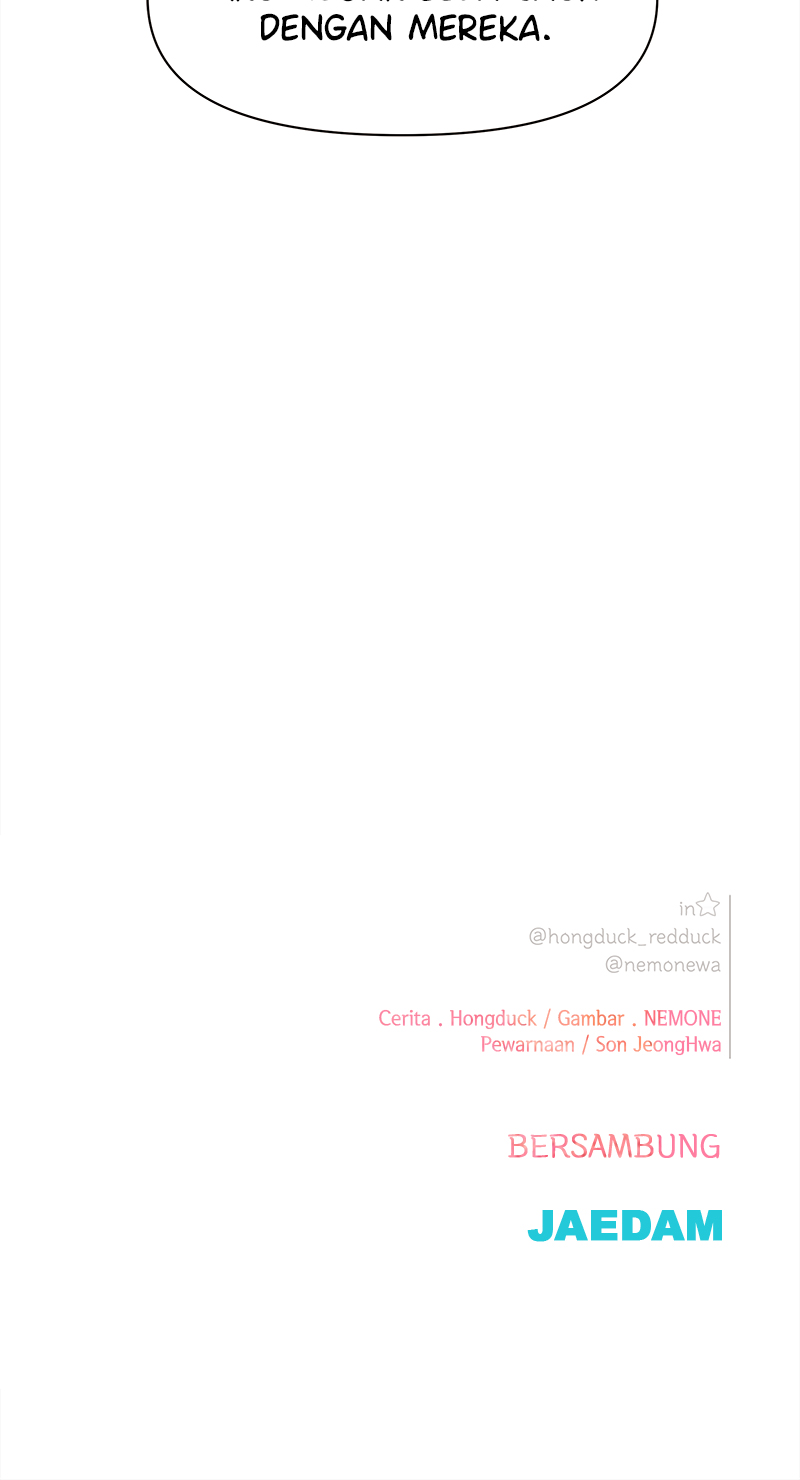 DENGAN MEREKA.
in☆
@hongduck_redduck
@nemonewa
Cerita . Hongduck / Gambar . NEMONE
Pewarnaan / Son JeongHwa
BERSAMBUNG
JAEDAM